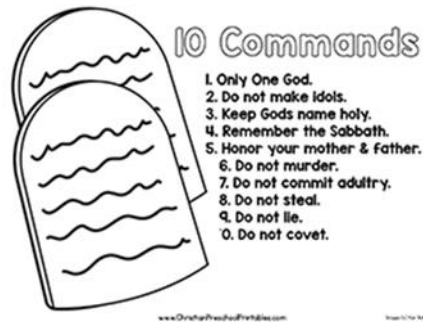 10 Commands
1. Only One God.
2. Do not make idols.
3. Keep Gods name holy.
4. Remember the Sabbath.
5. Honor your mother & father.
6. Do not murder.
7. Do not commit adultry.
8. Do not steal.
9. Do not lie.
10. Do not covet.
www.ChristianPreschoolPrintables.com